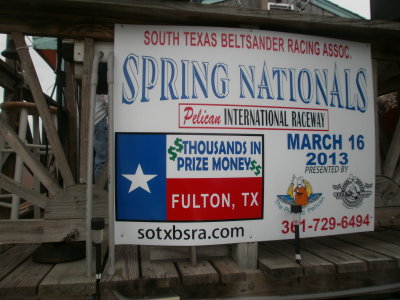 SOUTH TEXAS BELTSANDER RACING ASSOC.
SPRING NATIONALS
Pelican INTERNATIONAL RACEWAY
$THOUSANDS IN
PRIZE MONEY$
FULTON, TX
MARCH 16
2013
PRESENTED BY
361-729-6494
sotxbsra.com